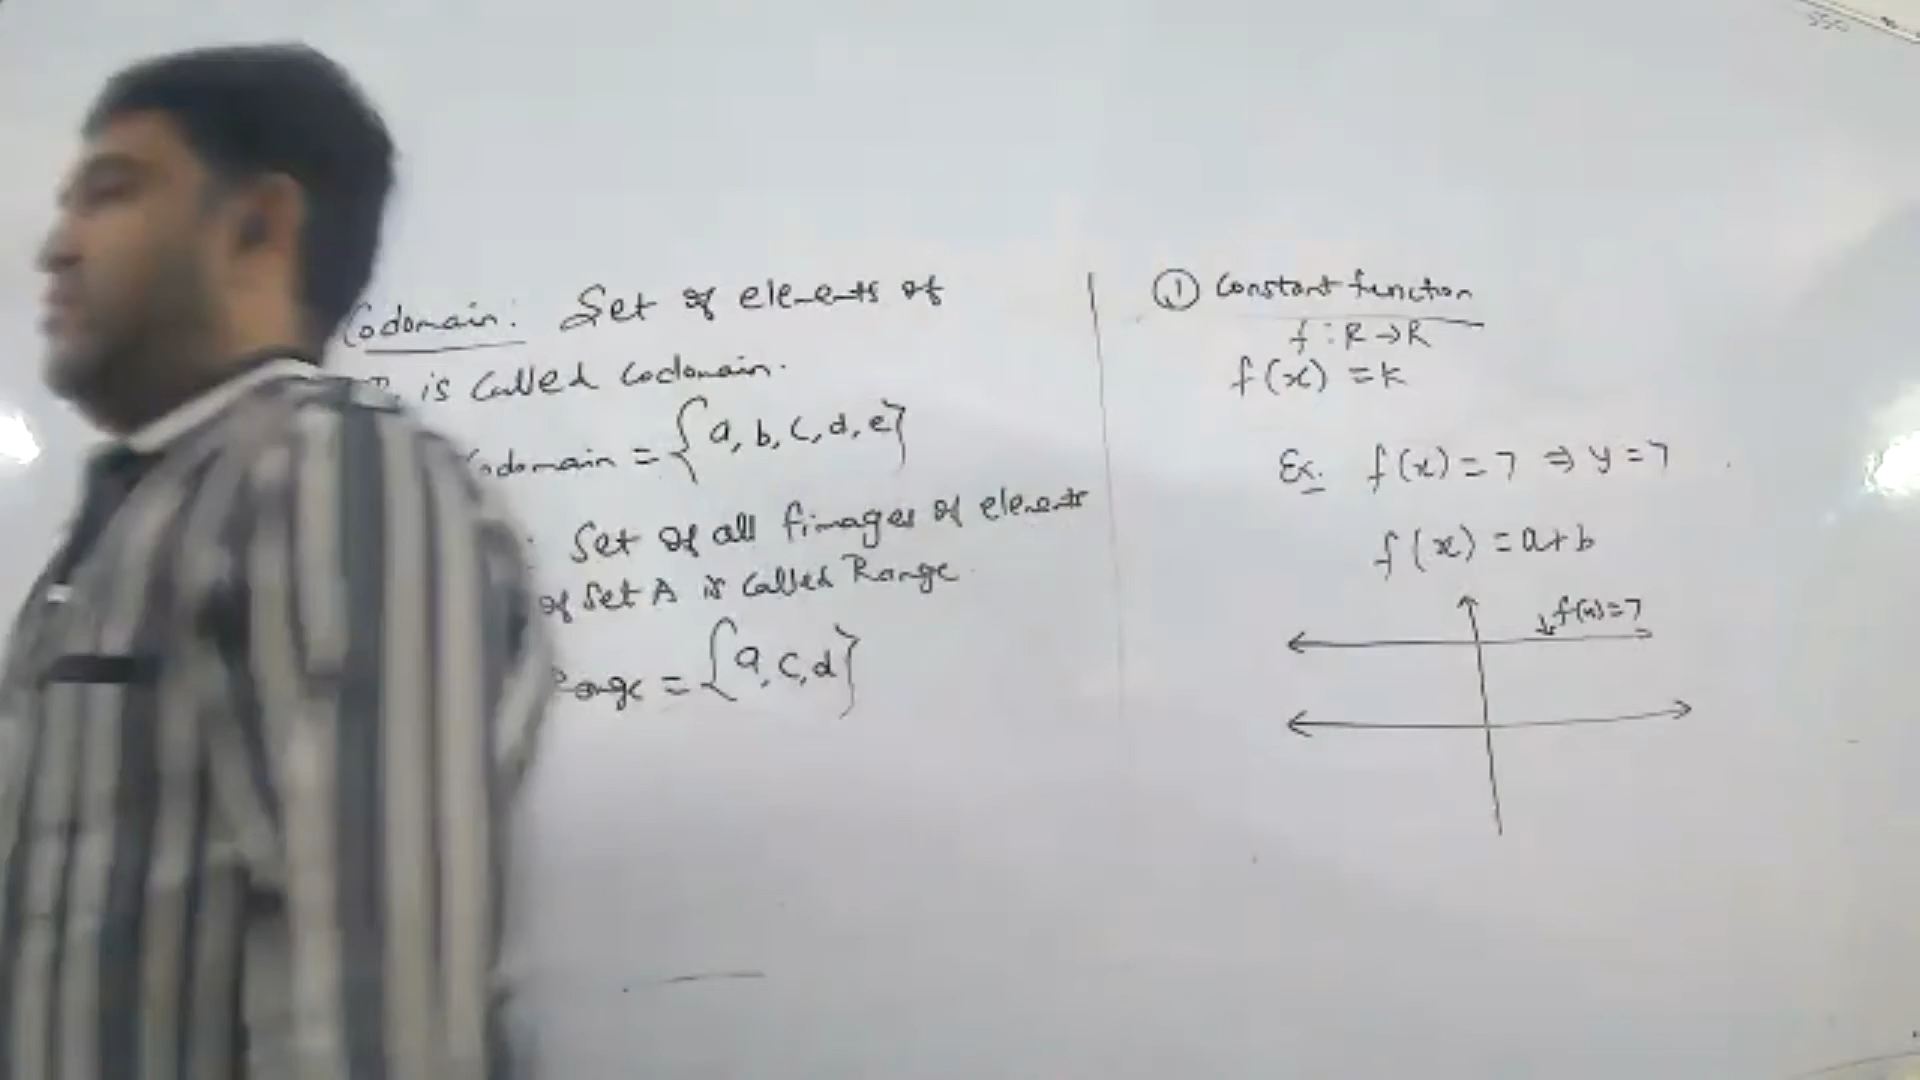 Codomain: Set of elements of
B is called codomain.
Codomain = {a, b, c, d, e}
: Set of all f images of elements
of Set A is called Range
Range = {a, c, d}
① Constant function
f : R → R
f(x) = k
Ex. f(x) = 7 ⇒ y = 7
f(x) = a+b
f(x) = 7